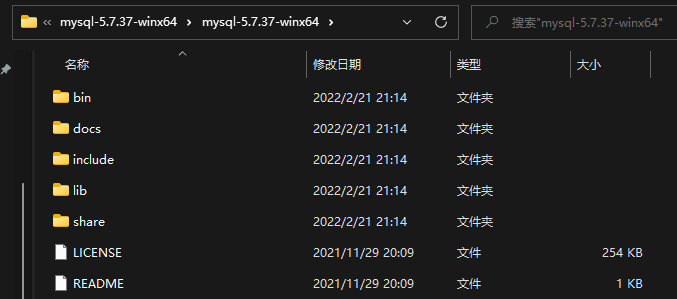 « mysql-5.7.37-winx64 › mysql-5.7.37-winx64 › 搜索"mysql-5.7.37-winx64"
名称 修改日期 类型 大小
bin 2022/2/21 21:14 文件夹
docs 2022/2/21 21:14 文件夹
include 2022/2/21 21:14 文件夹
lib 2022/2/21 21:14 文件夹
share 2022/2/21 21:14 文件夹
LICENSE 2021/11/29 20:09 文件 254 KB
README 2021/11/29 20:09 文件 1 KB